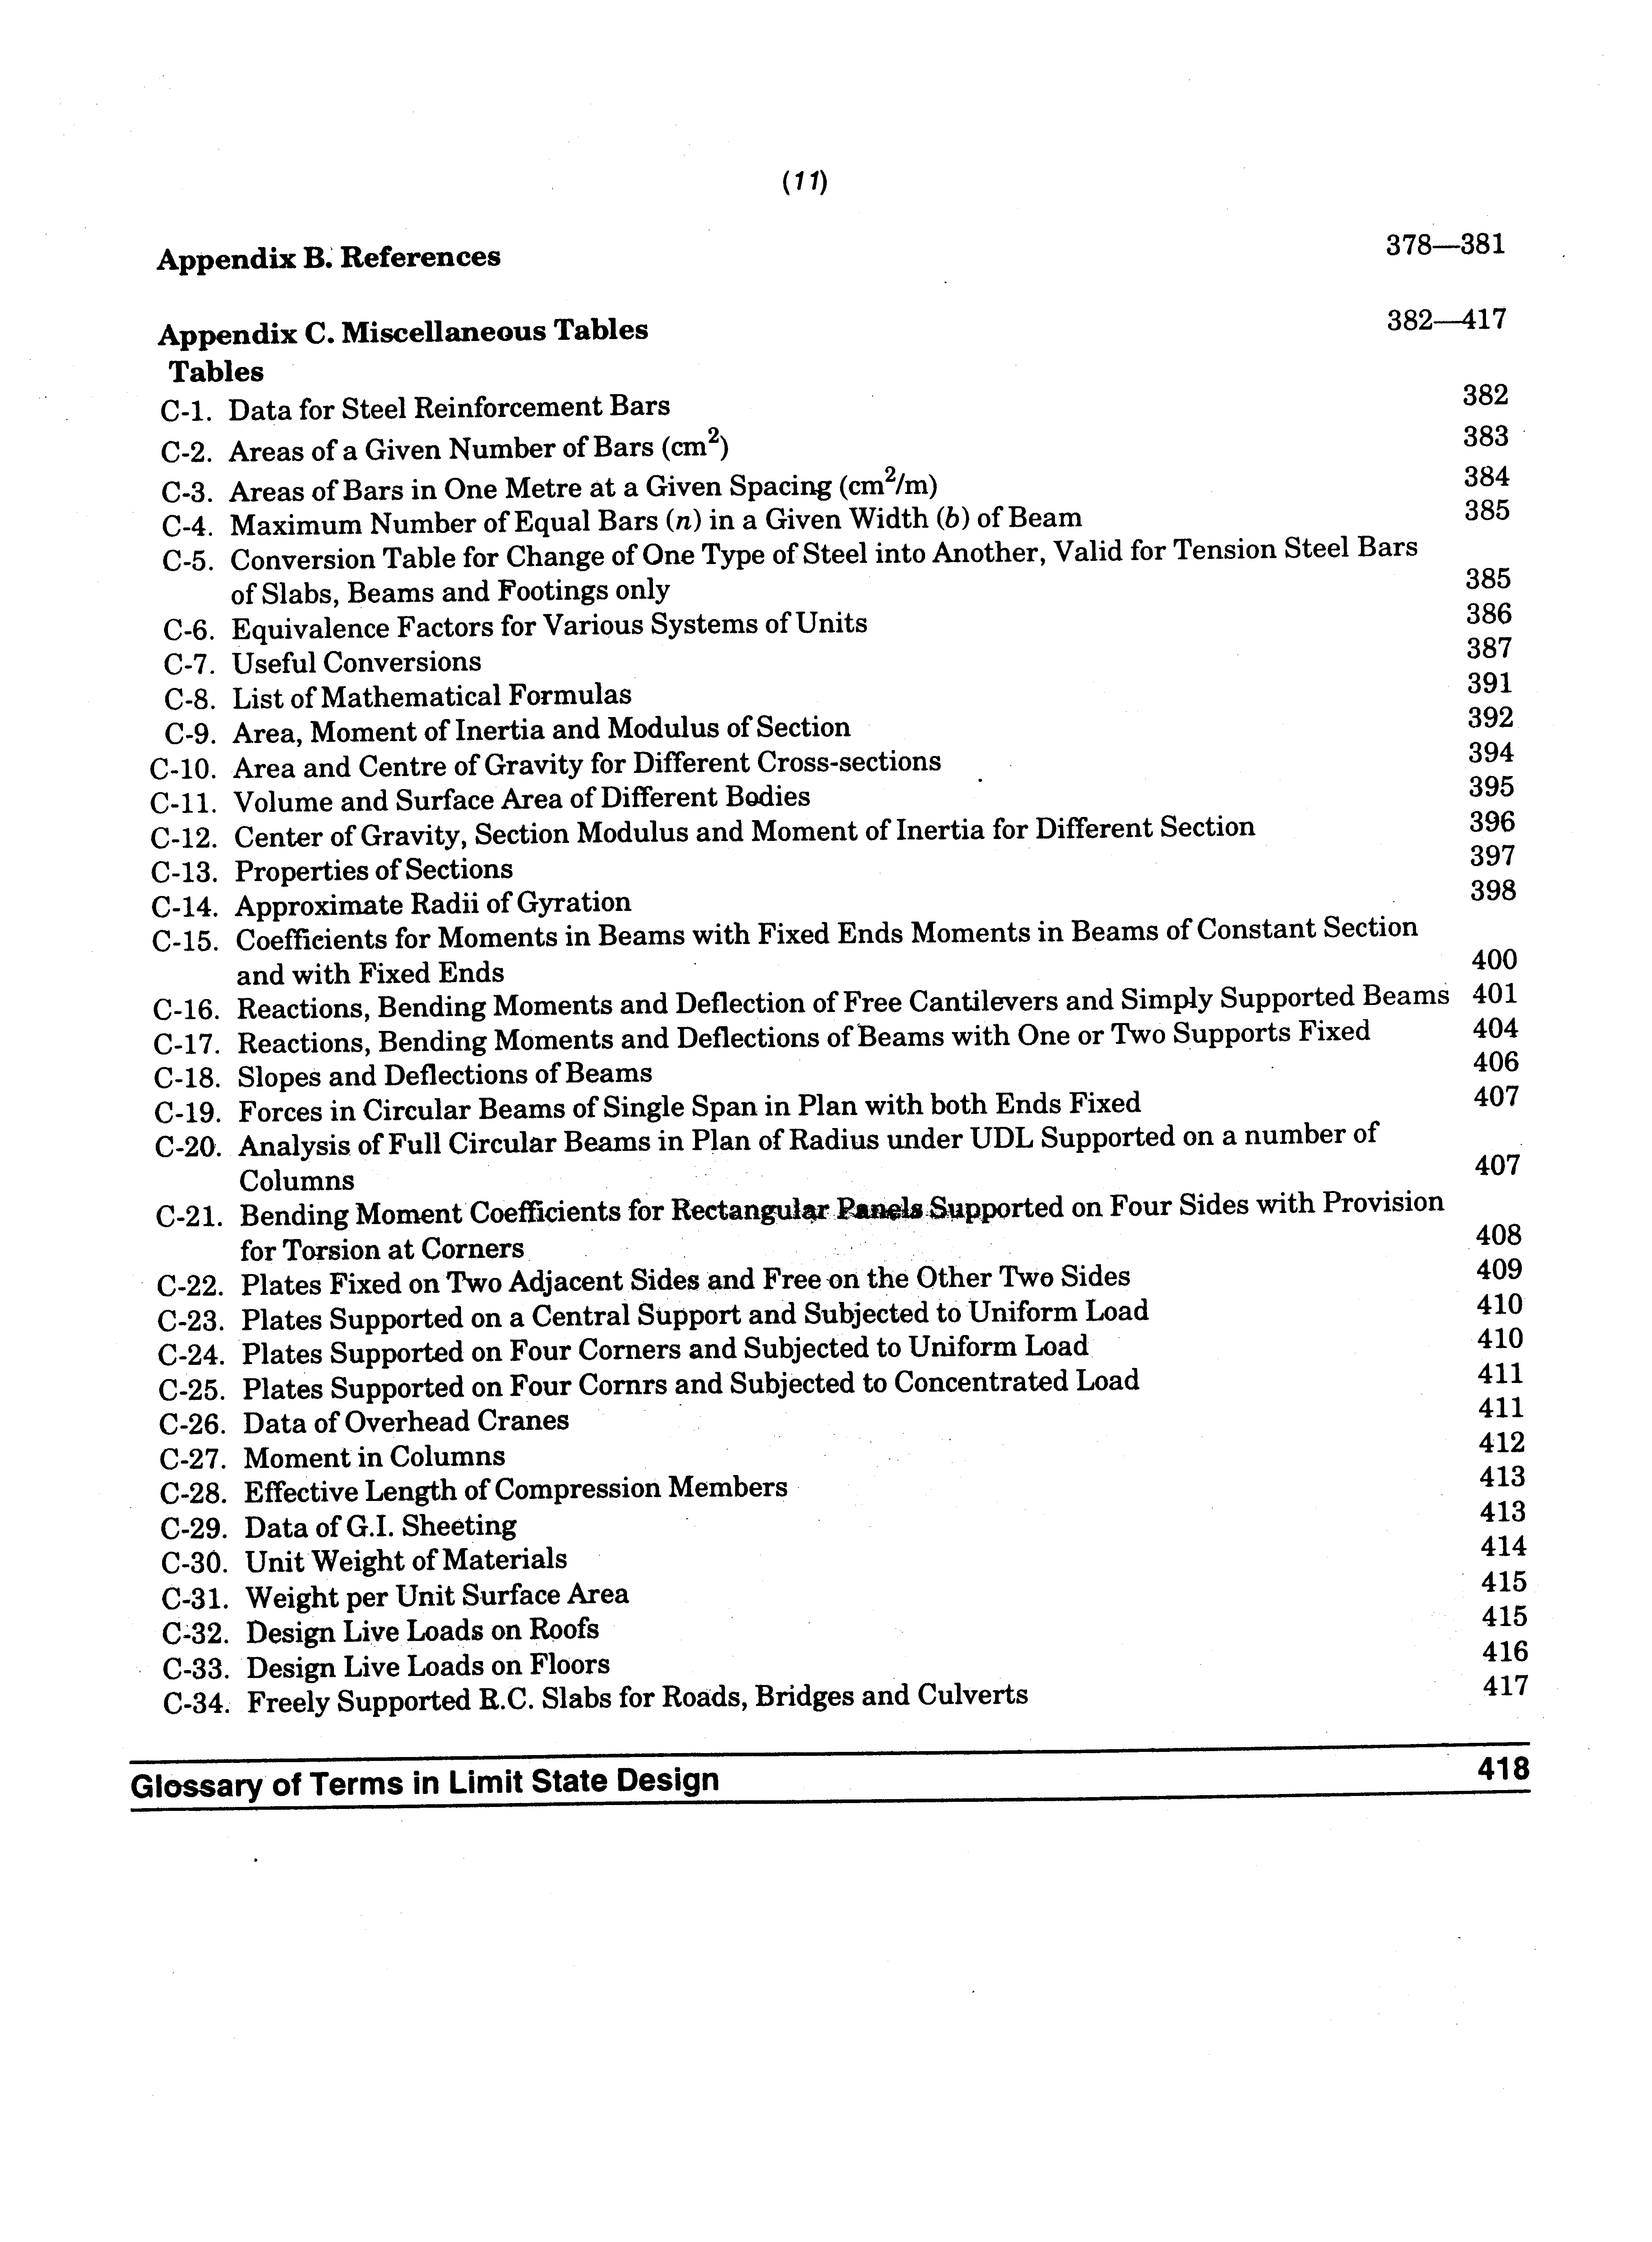 (11)
Appendix B. References 378—381
Appendix C. Miscellaneous Tables 382—417
Tables
C-1. Data for Steel Reinforcement Bars 382
C-2. Areas of a Given Number of Bars (cm²) 383
C-3. Areas of Bars in One Metre at a Given Spacing (cm²/m) 384
C-4. Maximum Number of Equal Bars (n) in a Given Width (b) of Beam 385
C-5. Conversion Table for Change of One Type of Steel into Another, Valid for Tension Steel Bars
of Slabs, Beams and Footings only 385
C-6. Equivalence Factors for Various Systems of Units 386
C-7. Useful Conversions 387
C-8. List of Mathematical Formulas 391
C-9. Area, Moment of Inertia and Modulus of Section 392
C-10. Area and Centre of Gravity for Different Cross-sections 394
C-11. Volume and Surface Area of Different Bodies 395
C-12. Center of Gravity, Section Modulus and Moment of Inertia for Different Section 396
C-13. Properties of Sections 397
C-14. Approximate Radii of Gyration 398
C-15. Coefficients for Moments in Beams with Fixed Ends Moments in Beams of Constant Section
and with Fixed Ends 400
C-16. Reactions, Bending Moments and Deflection of Free Cantilevers and Simply Supported Beams 401
C-17. Reactions, Bending Moments and Deflections of Beams with One or Two Supports Fixed 404
C-18. Slopes and Deflections of Beams 406
C-19. Forces in Circular Beams of Single Span in Plan with both Ends Fixed 407
C-20. Analysis of Full Circular Beams in Plan of Radius under UDL Supported on a number of
Columns 407
C-21. Bending Moment Coefficients for Rectangular Panels Supported on Four Sides with Provision
for Torsion at Corners 408
C-22. Plates Fixed on Two Adjacent Sides and Free on the Other Two Sides 409
C-23. Plates Supported on a Central Support and Subjected to Uniform Load 410
C-24. Plates Supported on Four Corners and Subjected to Uniform Load 410
C-25. Plates Supported on Four Cornrs and Subjected to Concentrated Load 411
C-26. Data of Overhead Cranes 411
C-27. Moment in Columns 412
C-28. Effective Length of Compression Members 413
C-29. Data of G.I. Sheeting 413
C-30. Unit Weight of Materials 414
C-31. Weight per Unit Surface Area 415
C-32. Design Live Loads on Roofs 415
C-33. Design Live Loads on Floors 416
C-34. Freely Supported R.C. Slabs for Roads, Bridges and Culverts 417
Glossary of Terms in Limit State Design 418